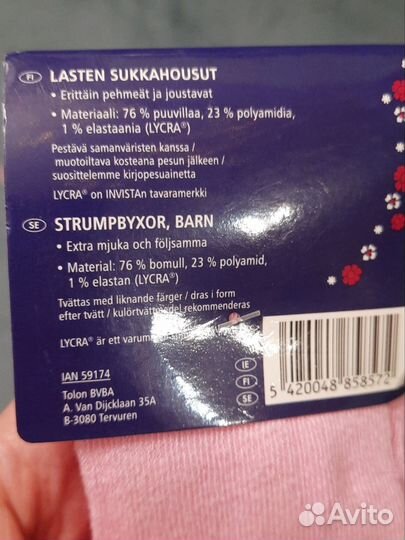 FI LASTEN SUKKAHOUSUT
• Erittäin pehmeät ja joustavat
• Materiaali: 76 % puuvillaa, 23 % polyamidia,
1 % elastaania (LYCRA®)
Pestävä samanväristen kanssa /
muotoiltava kosteana pesun jälkeen /
suosittelemme kirjopesuainetta
LYCRA® on INVISTAn tavaramerkki
SE STRUMPBYXOR, BARN
• Extra mjuka och följsamma
• Material: 76 % bomull, 23 % polyamid,
1 % elastan (LYCRA®)
Tvättas med liknande färger / dras i form
efter tvätt / kulörtvättmedel rekommenderas
LYCRA® är ett
IAN 59174
Tolon BVBA
A. Van Dijcklaan 35A
B-3080 Tervuren
IE
FI
SE
5 420048 858572
Avito